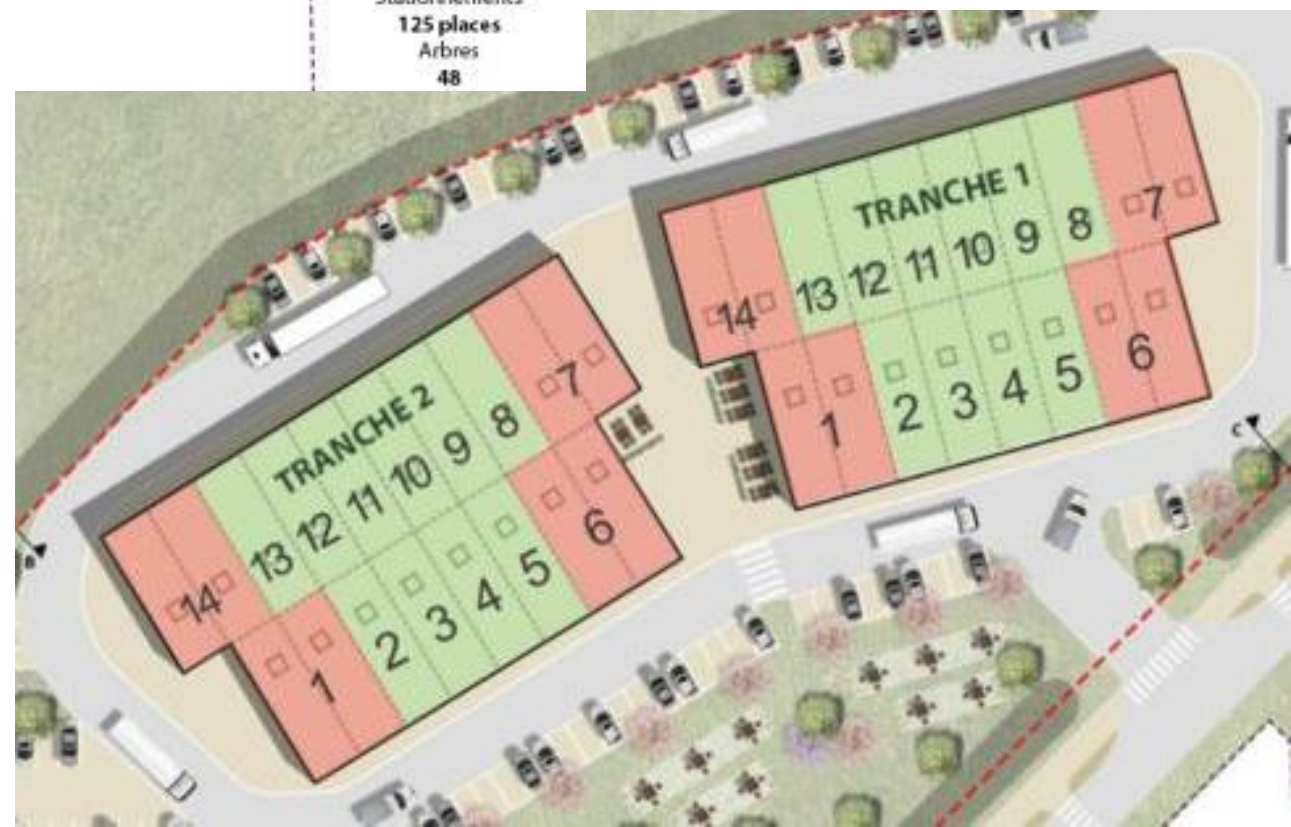 Stationnements
125 places
Arbres
48
TRANCHE 1
14 13 12 11 10 9 8 7
1 2 3 4 5 6
TRANCHE 2
14 13 12 11 10 9 8 7
1 2 3 4 5 6
C
B